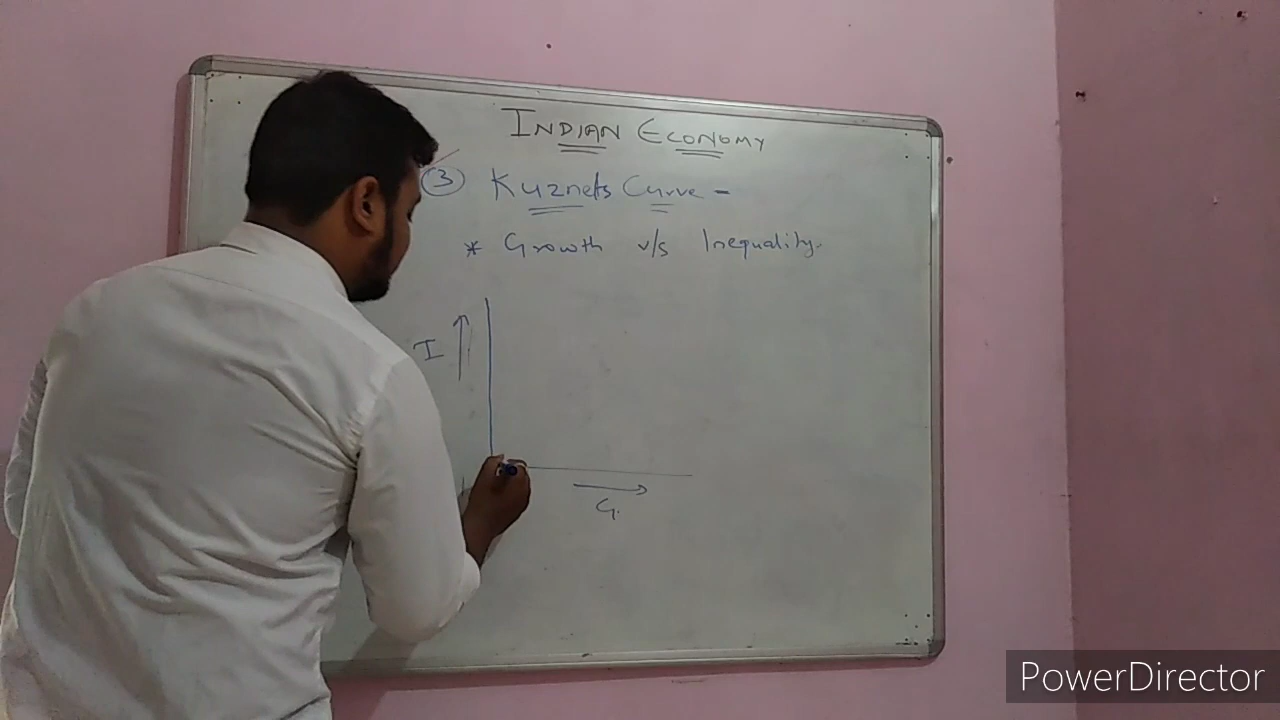 INDIAN ECONOMY
③ Kuznets Curve -
* Growth v/s Inequality.
I
G.
PowerDirector